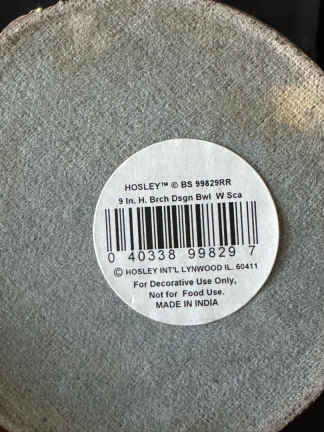 HOSLEY™ © BS 99829RR
9 In. H. Brch Dsgn Bwl W Sca
0 40338 99829 7
© HOSLEY INT'L LYNWOOD IL. 60411
For Decorative Use Only,
Not for Food Use.
MADE IN INDIA